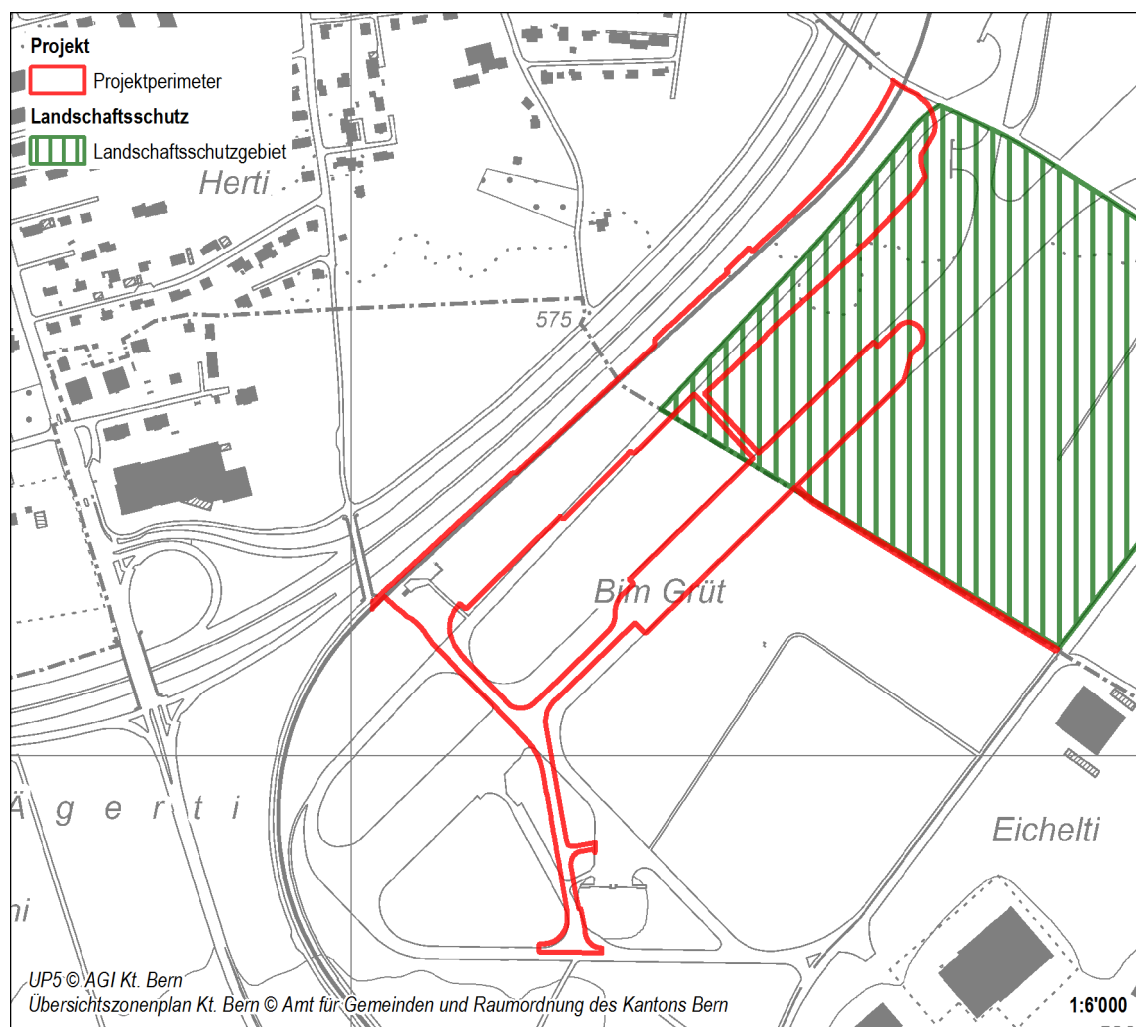 Projekt
Projektperimeter
Landschaftsschutz
Landschaftsschutzgebiet
Herti
575
Bim Grüt
Ägerti
Eichelti
UP5 © AGI Kt. Bern
Übersichtszonenplan Kt. Bern © Amt für Gemeinden und Raumordnung des Kantons Bern
1:6'000